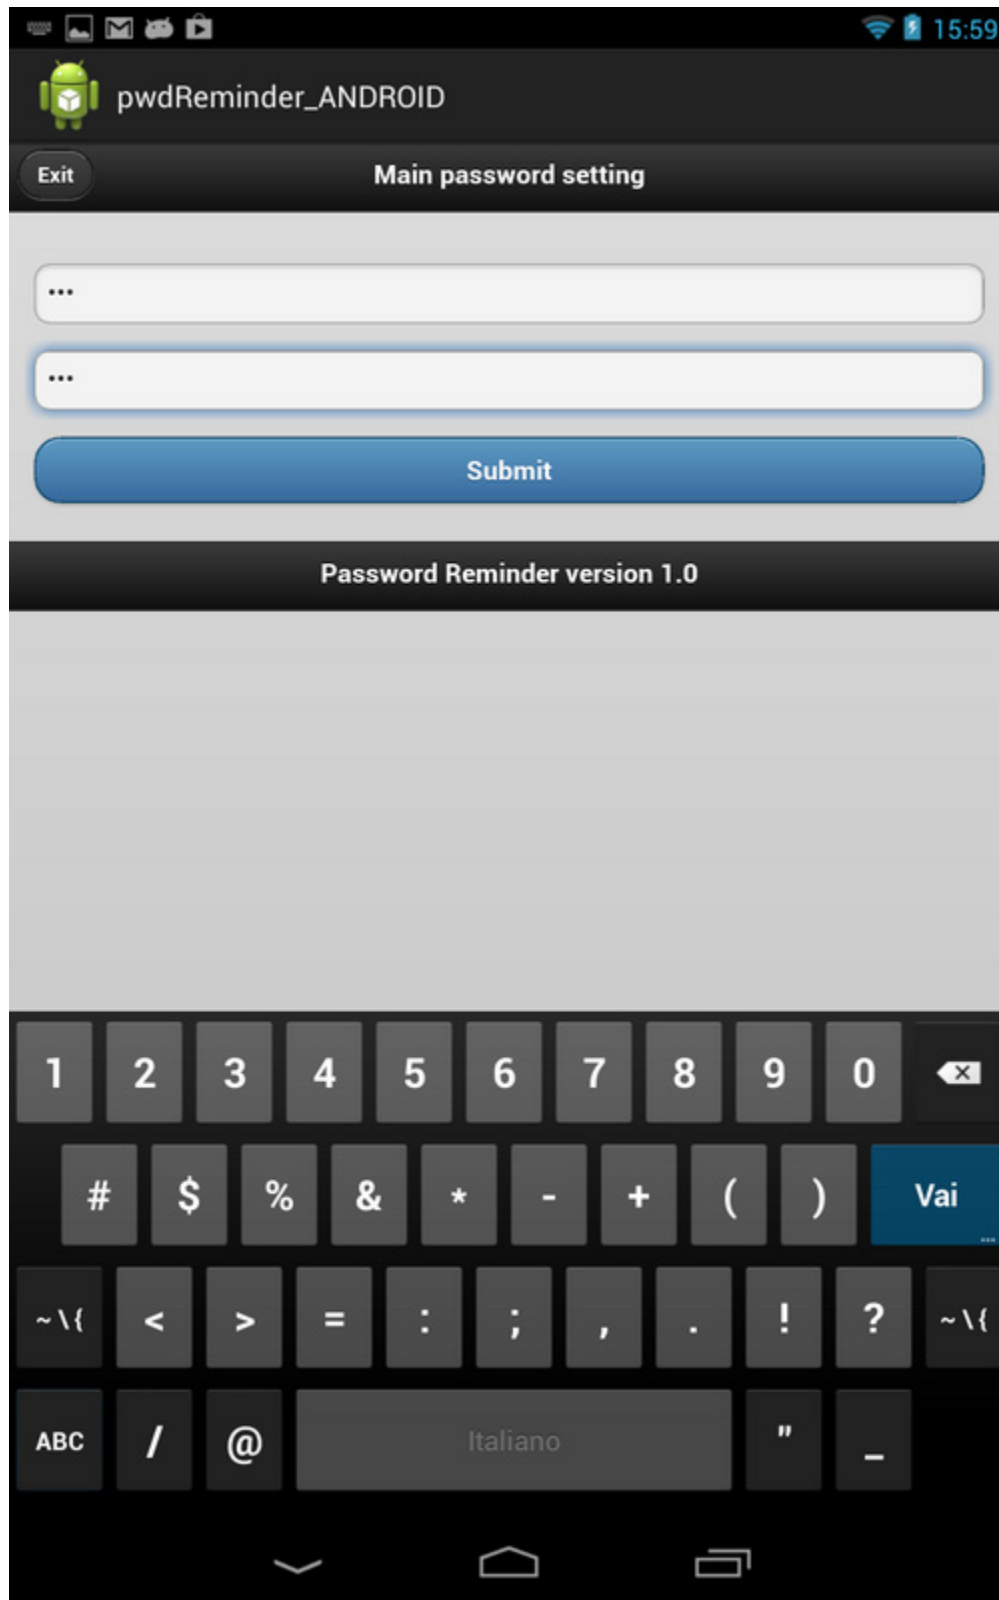 15:59
pwdReminder_ANDROID
Exit Main password setting
•••
•••
Submit
Password Reminder version 1.0
1 2 3 4 5 6 7 8 9 0
# $ % & * - + ( ) Vai ...
~ \ { < > = : ; , . ! ? ~ \ {
ABC / @ Italiano " _